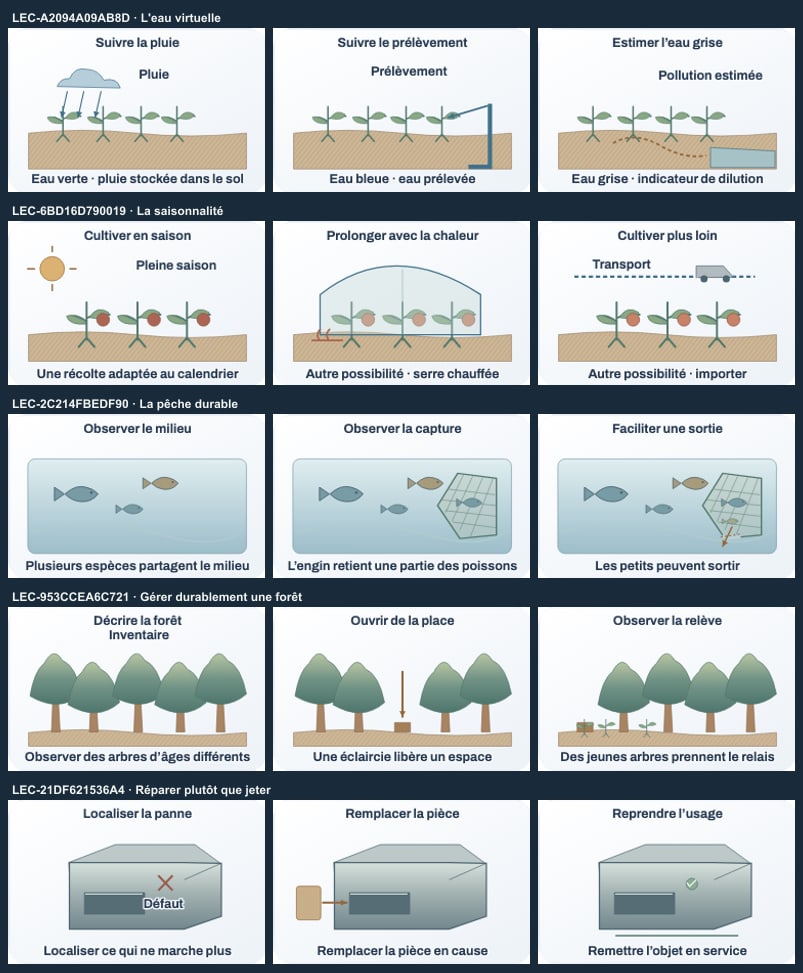 LEC-A2094A09AB8D · L'eau virtuelle
Suivre la pluie
Pluie
Eau verte · pluie stockée dans le sol
Suivre le prélèvement
Prélèvement
Eau bleue · eau prélevée
Estimer l'eau grise
Pollution estimée
Eau grise · indicateur de dilution
LEC-6BD16D790019 · La saisonnalité
Cultiver en saison
Pleine saison
Une récolte adaptée au calendrier
Prolonger avec la chaleur
Autre possibilité · serre chauffée
Cultiver plus loin
Transport
Autre possibilité · importer
LEC-2C214FBEDF90 · La pêche durable
Observer le milieu
Plusieurs espèces partagent le milieu
Observer la capture
L'engin retient une partie des poissons
Faciliter une sortie
Les petits peuvent sortir
LEC-953CCEA6C721 · Gérer durablement une forêt
Décrire la forêt
Inventaire
Observer des arbres d'âges différents
Ouvrir de la place
Une éclaircie libère un espace
Observer la relève
Des jeunes arbres prennent le relais
LEC-21DF621536A4 · Réparer plutôt que jeter
Localiser la panne
Défaut
Localiser ce qui ne marche plus
Remplacer la pièce
Remplacer la pièce en cause
Reprendre l'usage
Remettre l'objet en service